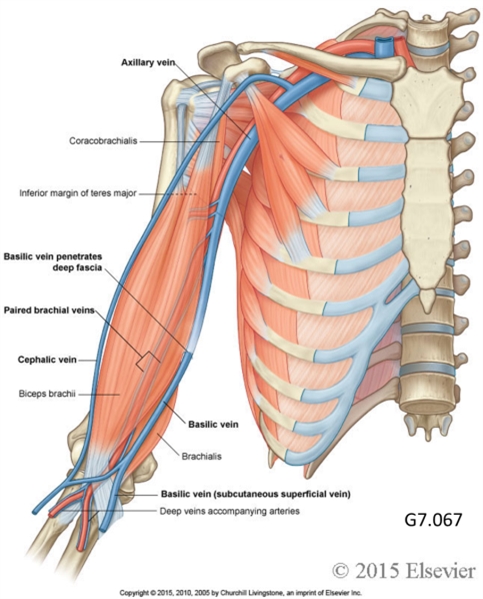 Axillary vein
Coracobrachialis
Inferior margin of teres major
Basilic vein penetrates
deep fascia
Paired brachial veins
Cephalic vein
Biceps brachii
Basilic vein
Brachialis
Basilic vein (subcutaneous superficial vein)
Deep veins accompanying arteries
G7.067
© 2015 Elsevier
Copyright © 2015, 2010, 2005 by Churchill Livingstone, an imprint of Elsevier Inc.